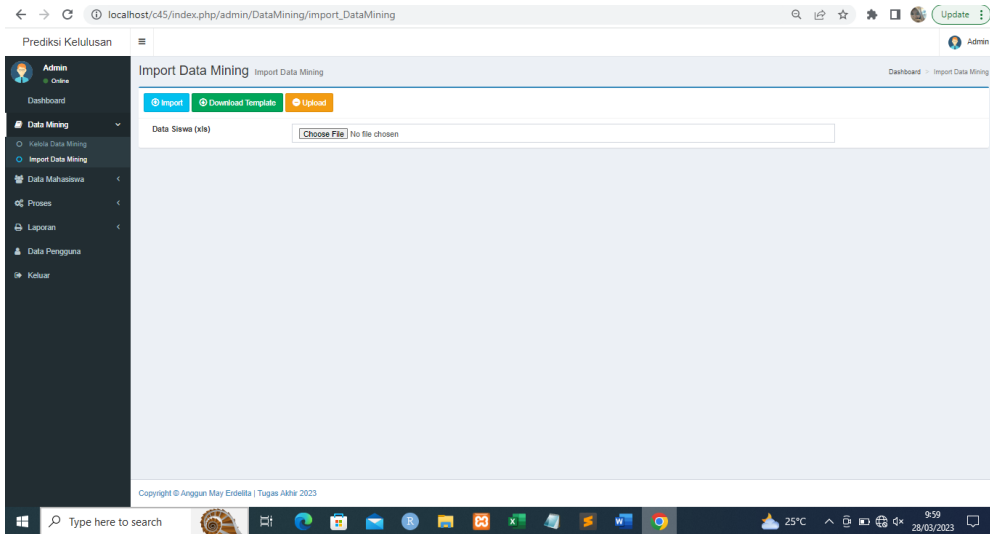 localhost/c45/index.php/admin/DataMining/import_DataMining
Update
Prediksi Kelulusan
Admin
Admin
Online
Import Data Mining Import Data Mining
Dashboard > Import Data Mining
Dashboard
Import
Download Template
Upload
Data Mining
Data Siswa (xls)
Choose File No file chosen
Kelola Data Mining
Import Data Mining
Data Mahasiswa
Proses
Laporan
Data Pengguna
Keluar
Copyright © Anggun May Erdelita | Tugas Akhir 2023
Type here to search
25°C
9:59
28/03/2023